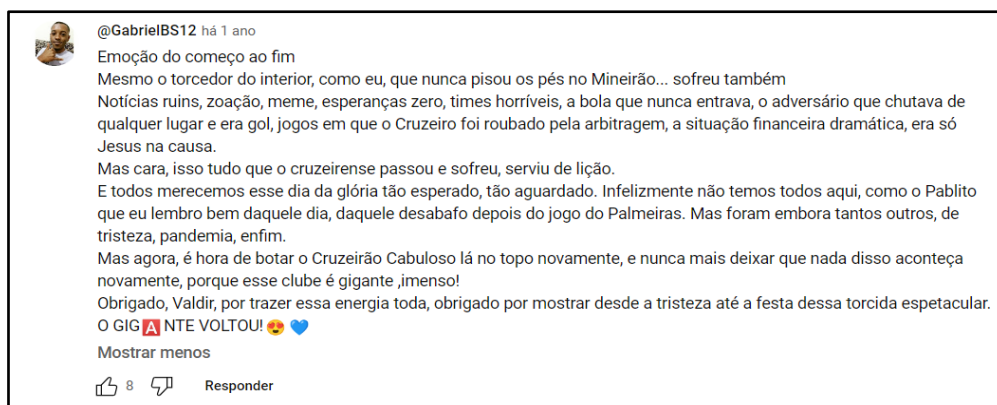 @GabrielBS12 há 1 ano
Emoção do começo ao fim
Mesmo o torcedor do interior, como eu, que nunca pisou os pés no Mineirão... sofreu também
Notícias ruins, zoação, meme, esperanças zero, times horríveis, a bola que nunca entrava, o adversário que chutava de
qualquer lugar e era gol, jogos em que o Cruzeiro foi roubado pela arbitragem, a situação financeira dramática, era só
Jesus na causa.
Mas cara, isso tudo que o cruzeirense passou e sofreu, serviu de lição.
E todos merecemos esse dia da glória tão esperado, tão aguardado. Infelizmente não temos todos aqui, como o Pablito
que eu lembro bem daquele dia, daquele desabafo depois do jogo do Palmeiras. Mas foram embora tantos outros, de
tristeza, pandemia, enfim.
Mas agora, é hora de botar o Cruzeirão Cabuloso lá no topo novamente, e nunca mais deixar que nada disso aconteça
novamente, porque esse clube é gigante ,imenso!
Obrigado, Valdir, por trazer essa energia toda, obrigado por mostrar desde a tristeza até a festa dessa torcida espetacular.
O GIG🅰️NTE VOLTOU!😍💙
Mostrar menos
8 Responder